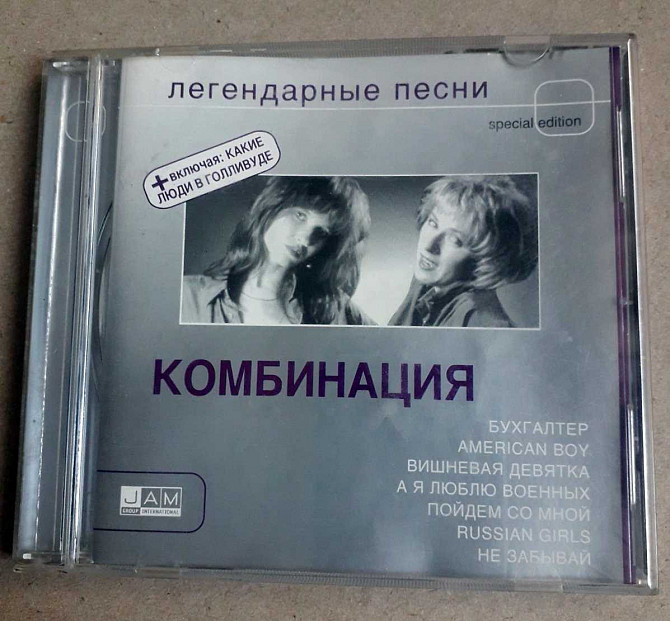 легендарные песни
special edition
+ включая: КАКИЕ
ЛЮДИ В ГОЛЛИВУДЕ
КОМБИНАЦИЯ
БУХГАЛТЕР
AMERICAN BOY
ВИШНЕВАЯ ДЕВЯТКА
А Я ЛЮБЛЮ ВОЕННЫХ
ПОЙДЕМ СО МНОЙ
RUSSIAN GIRLS
НЕ ЗАБЫВАЙ
JAM
GROUP INTERNATIONAL